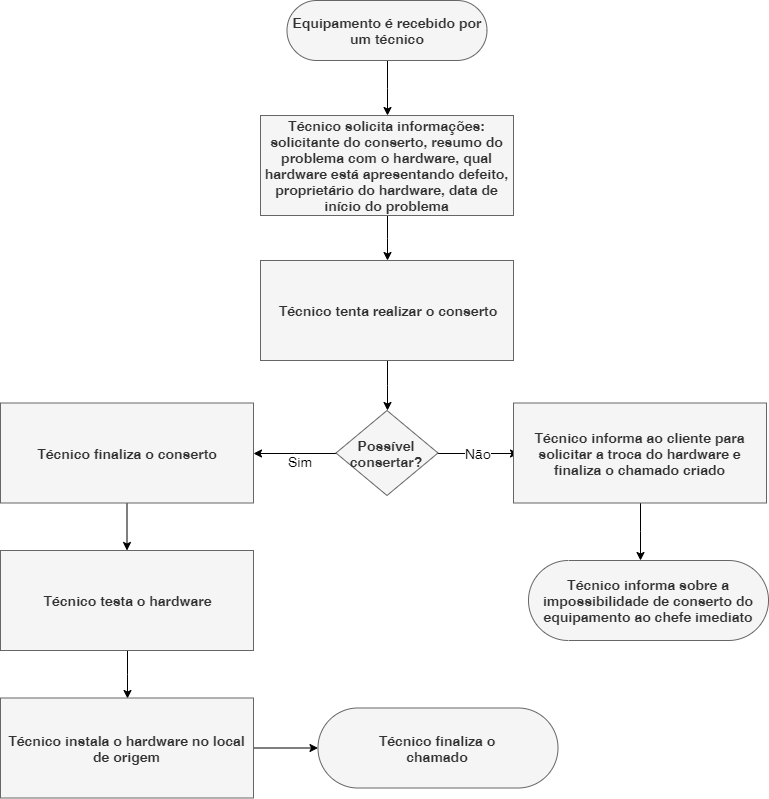 Equipamento é recebido por
um técnico
Técnico solicita informações:
solicitante do conserto, resumo do
problema com o hardware, qual
hardware está apresentando defeito,
proprietário do hardware, data de
início do problema
Técnico tenta realizar o conserto
Possível
consertar?
Sim
Não
Técnico finaliza o conserto
Técnico informa ao cliente para
solicitar a troca do hardware e
finaliza o chamado criado
Técnico testa o hardware
Técnico informa sobre a
impossibilidade de conserto do
equipamento ao chefe imediato
Técnico instala o hardware no local
de origem
Técnico finaliza o
chamado